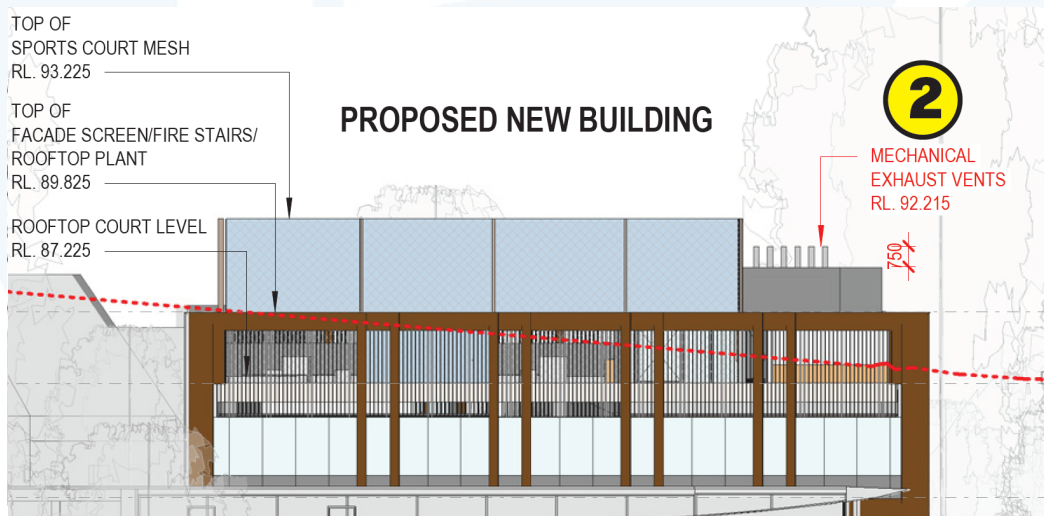 TOP OF
SPORTS COURT MESH
RL. 93.225
TOP OF
FACADE SCREEN/FIRE STAIRS/
ROOFTOP PLANT
RL. 89.825
ROOFTOP COURT LEVEL
RL. 87.225
PROPOSED NEW BUILDING
2
MECHANICAL
EXHAUST VENTS
RL. 92.215
750